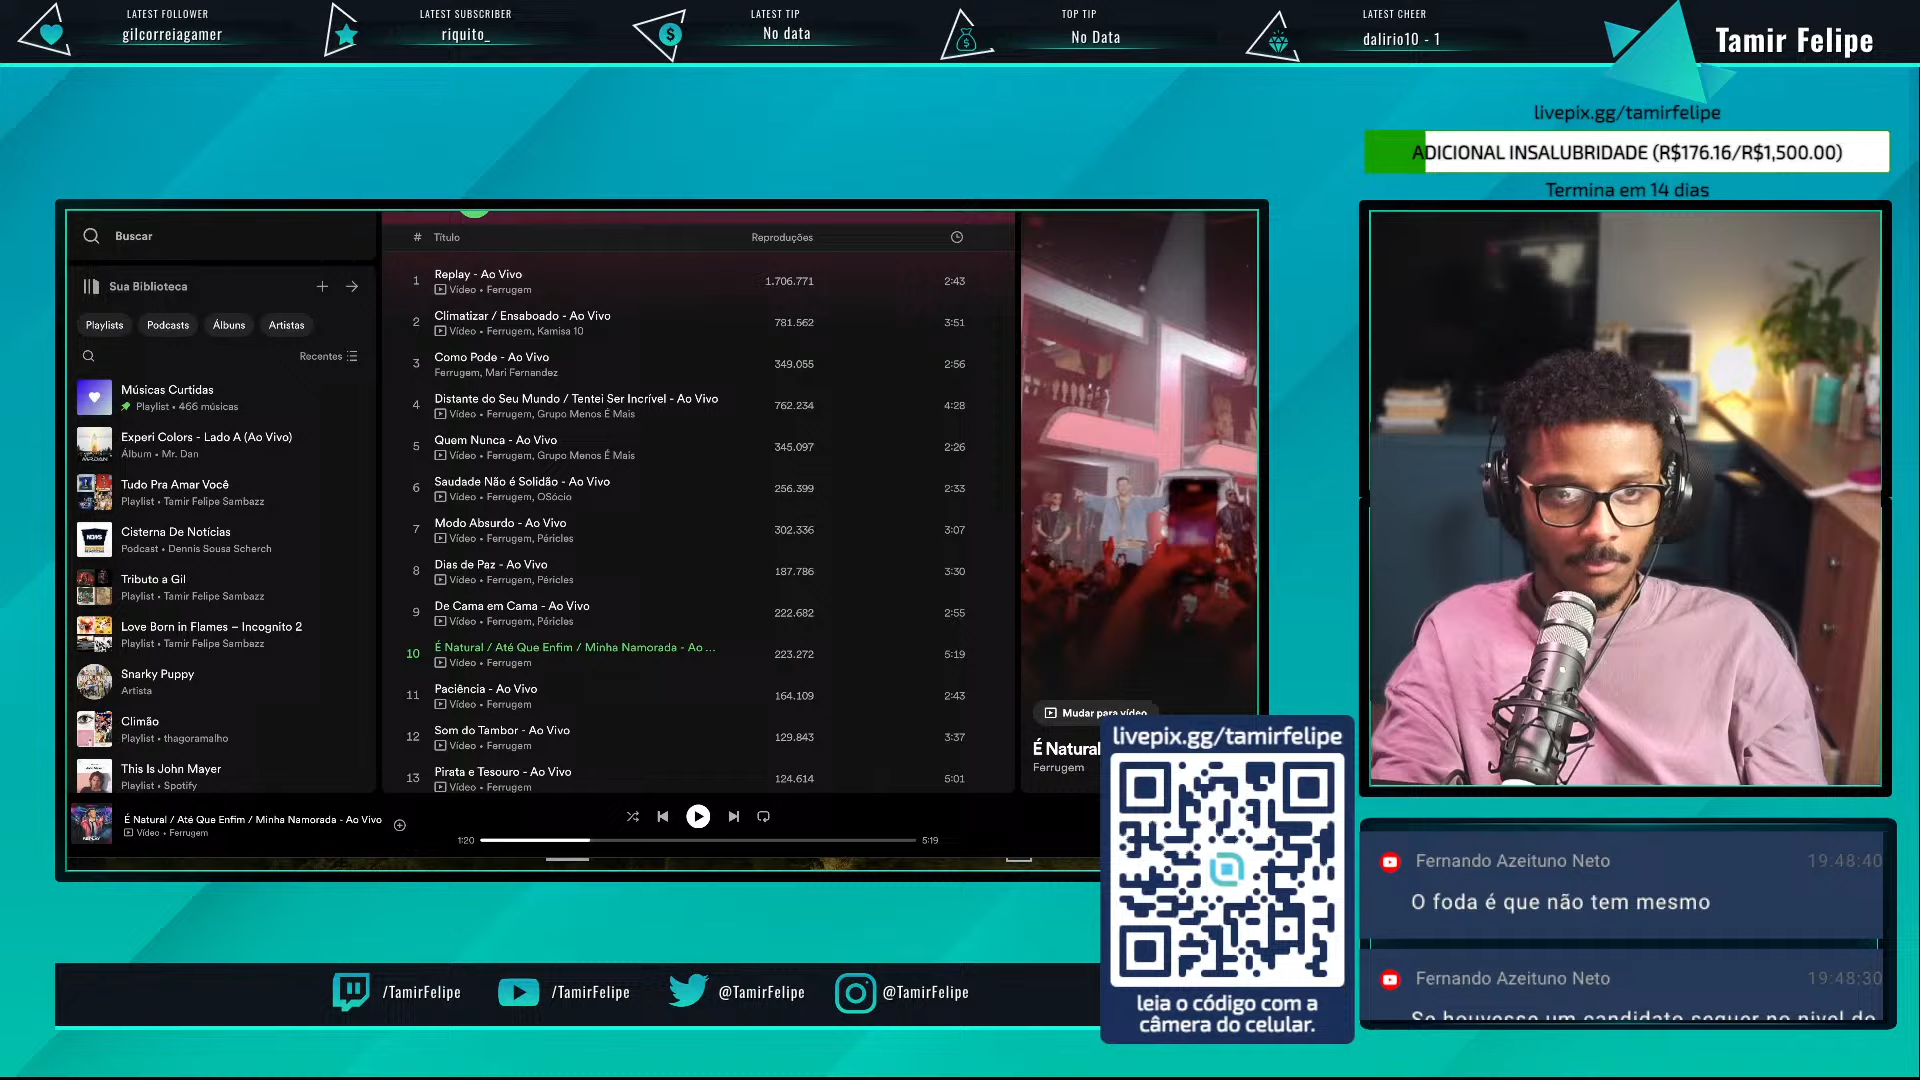 LATEST FOLLOWER
gilcorreiagamer
LATEST SUBSCRIBER
riquito_
LATEST TIP
No data
TOP TIP
No Data
LATEST CHEER
dalirio10 - 1
Tamir Felipe
livepix.gg/tamirfelipe
ADICIONAL INSALUBRIDADE (R$176.16/R$1,500.00)
Termina em 14 dias
Buscar
Sua Biblioteca
Playlists Podcasts Álbuns Artistas
Recentes
Músicas Curtidas
Playlist • 466 músicas
Experi Colors - Lado A (Ao Vivo)
Álbum • Mr. Dan
Tudo Pra Amar Você
Playlist • Tamir Felipe Sambazz
Cisterna De Notícias
Podcast • Dennis Sousa Scherch
Tributo a Gil
Playlist • Tamir Felipe Sambazz
Love Born in Flames – Incognito 2
Playlist • Tamir Felipe Sambazz
Snarky Puppy
Artista
Climão
Playlist • thagoramalho
This Is John Mayer
Playlist • Spotify
# Título Reproduções
1 Replay - Ao Vivo 1.706.771 2:43
Vídeo • Ferrugem
2 Climatizar / Ensaboado - Ao Vivo 781.562 3:51
Vídeo • Ferrugem, Kamisa 10
3 Como Pode - Ao Vivo 349.055 2:56
Ferrugem, Mari Fernandez
4 Distante do Seu Mundo / Tentei Ser Incrível - Ao Vivo 762.234 4:28
Vídeo • Ferrugem, Grupo Menos É Mais
5 Quem Nunca - Ao Vivo 345.097 2:26
Vídeo • Ferrugem, Grupo Menos É Mais
6 Saudade Não é Solidão - Ao Vivo 256.399 2:33
Vídeo • Ferrugem, OSócio
7 Modo Absurdo - Ao Vivo 302.336 3:07
Vídeo • Ferrugem, Péricles
8 Dias de Paz - Ao Vivo 187.786 3:30
Vídeo • Ferrugem, Péricles
9 De Cama em Cama - Ao Vivo 222.682 2:55
Vídeo • Ferrugem, Péricles
10 É Natural / Até Que Enfim / Minha Namorada - Ao ... 223.272 5:19
Vídeo • Ferrugem
11 Paciência - Ao Vivo 164.109 2:43
Vídeo • Ferrugem
12 Som do Tambor - Ao Vivo 129.843 3:37
Vídeo • Ferrugem
13 Pirata e Tesouro - Ao Vivo 124.614 5:01
Vídeo • Ferrugem
Mudar para vídeo
É Natural
Ferrugem
É Natural / Até Que Enfim / Minha Namorada - Ao Vivo
Vídeo • Ferrugem
1:20 5:19
livepix.gg/tamirfelipe
leia o código com a
câmera do celular.
Fernando Azeituno Neto 19:48:40
O foda é que não tem mesmo
Fernando Azeituno Neto 19:48:30
Se houvesse um candidato sequer no nivel do
/TamirFelipe
/TamirFelipe
@TamirFelipe
@TamirFelipe